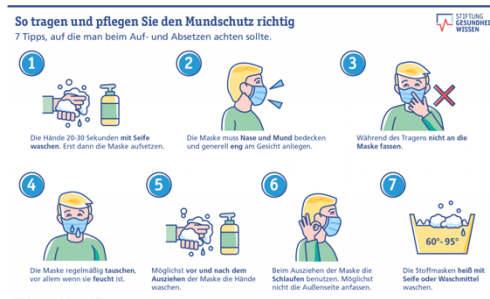 So tragen und pflegen Sie den Mundschutz richtig
7 Tipps, auf die man beim Auf- und Absetzen achten sollte.
STIFTUNG
GESUNDHEIT
WISSEN
1
Die Hände 20-30 Sekunden mit Seife
waschen. Erst dann die Maske aufsetzen.
2
Die Maske muss Nase und Mund bedecken
und generell eng am Gesicht anliegen.
3
Während des Tragens nicht an die
Maske fassen.
4
Die Maske regelmäßig tauschen,
vor allem wenn sie feucht ist.
5
Möglichst vor und nach dem
Ausziehen der Maske die Hände
waschen.
6
Beim Ausziehen der Maske die
Schlaufen benutzen. Möglichst
nicht die Außenseite anfassen.
7
60°-95°
Die Stoffmasken heiß mit
Seife oder Waschmittel
waschen.